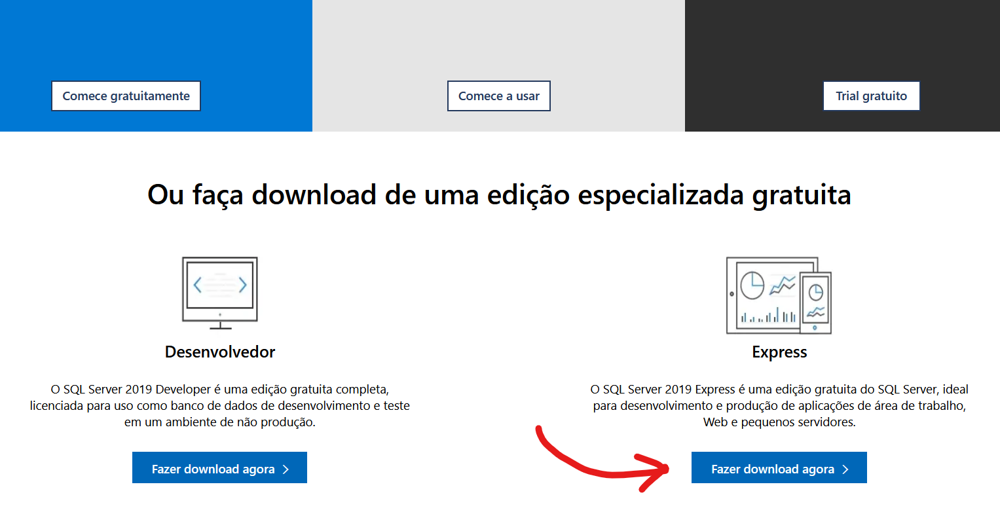 Comece gratuitamente
Comece a usar
Trial gratuito
Ou faça download de uma edição especializada gratuita
Desenvolvedor
O SQL Server 2019 Developer é uma edição gratuita completa,
licenciada para uso como banco de dados de desenvolvimento e teste
em um ambiente de não produção.
Fazer download agora
Express
O SQL Server 2019 Express é uma edição gratuita do SQL Server, ideal
para desenvolvimento e produção de aplicações de área de trabalho,
Web e pequenos servidores.
Fazer download agora